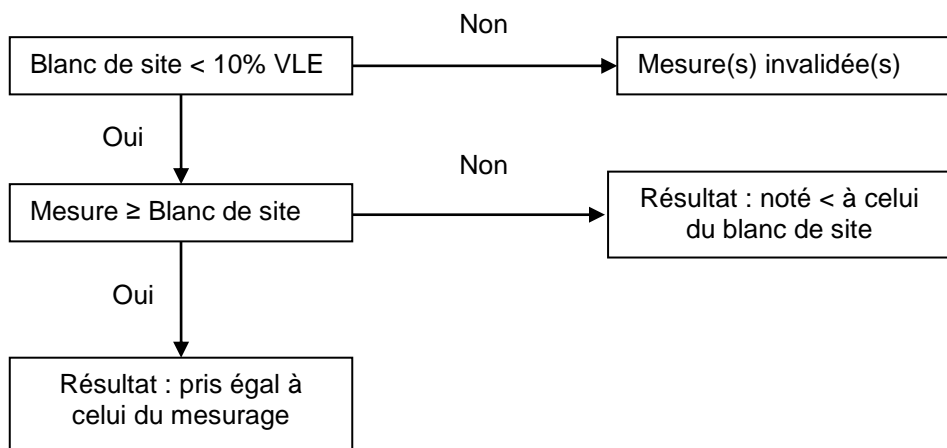 Non
Blanc de site < 10% VLE
Mesure(s) invalidée(s)
Oui
Non
Mesure ≥ Blanc de site
Résultat : noté < à celui
du blanc de site
Oui
Résultat : pris égal à
celui du mesurage